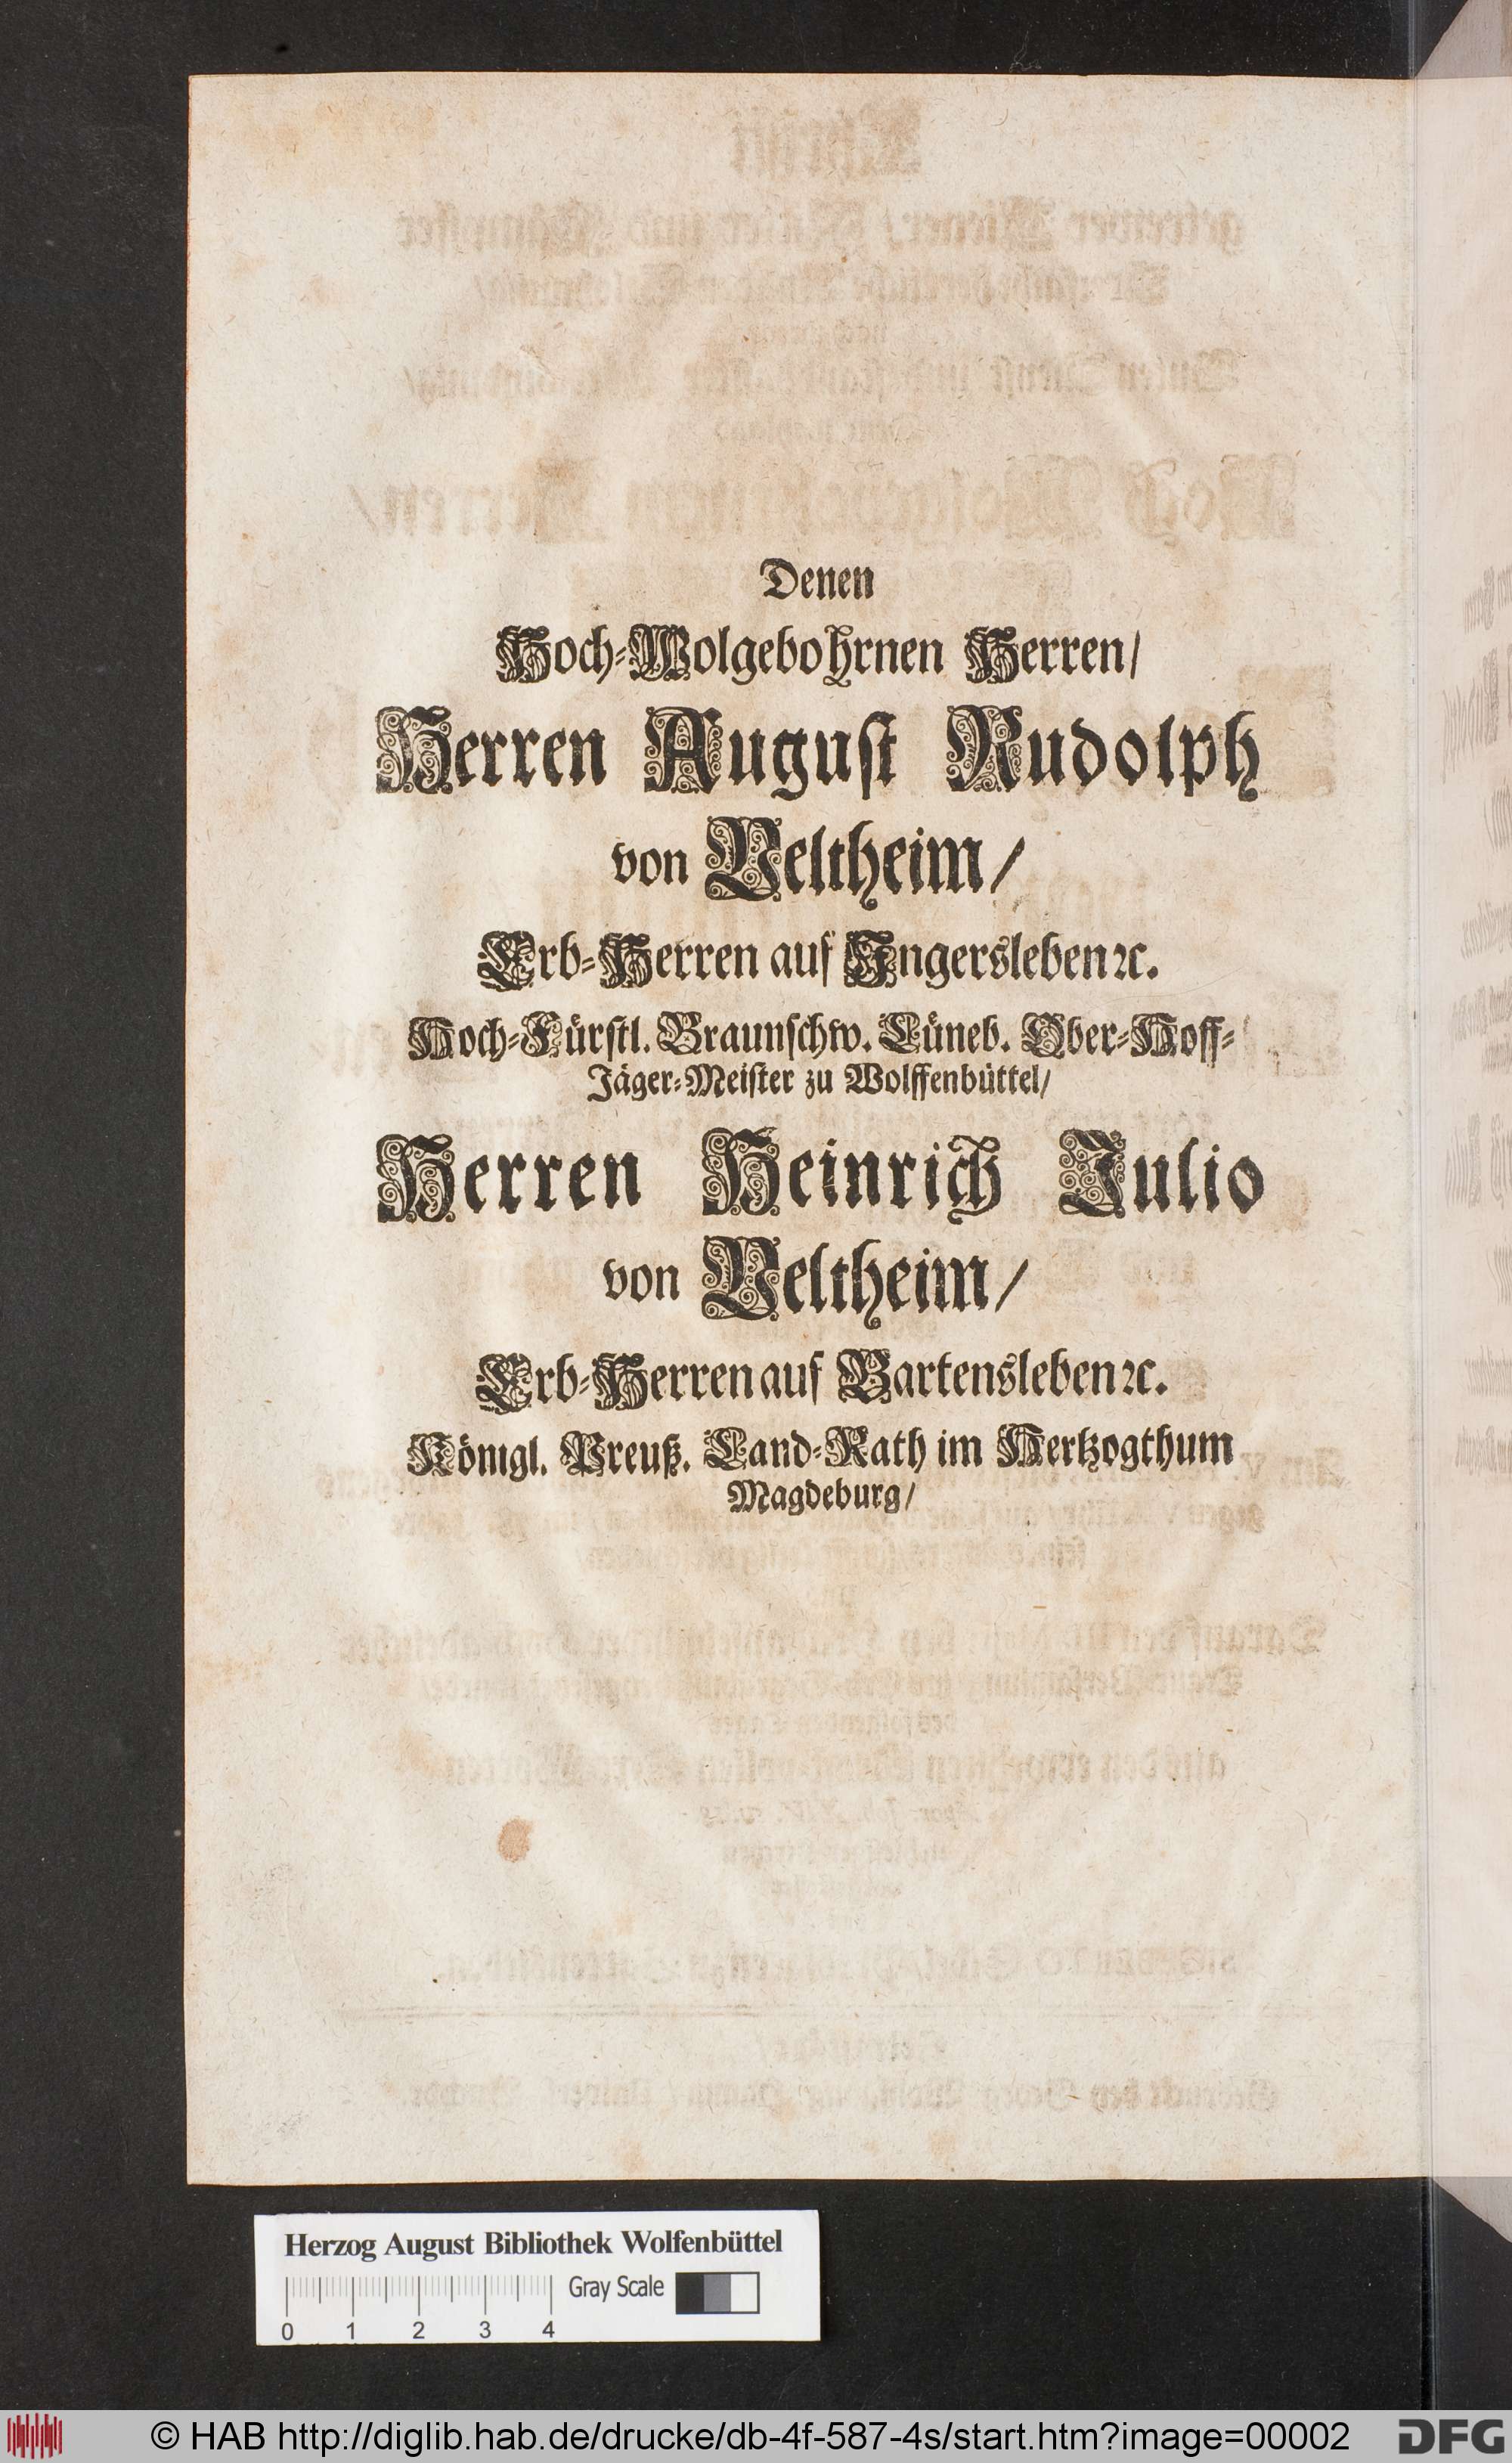 Denen
Hoch-Wolgebohrnen Herren/
Herren August Rudolph
von Veltheim/
Erb-Herren auf Angersleben ꝛc.
Hoch-Fürstl. Braunschw. Lüneb. Ober-Hoff-
Jäger-Meister zu Wolffenbüttel/
Herren Heinrich Julio
von Veltheim/
Erb-Herren auf Bartensleben ꝛc.
Königl. Preuß. Land-Rath im Hertzogthum
Magdeburg/
Herzog August Bibliothek Wolfenbüttel
Gray Scale
0 1 2 3 4
© HAB http://diglib.hab.de/drucke/db-4f-587-4s/start.htm?image=00002
DFG